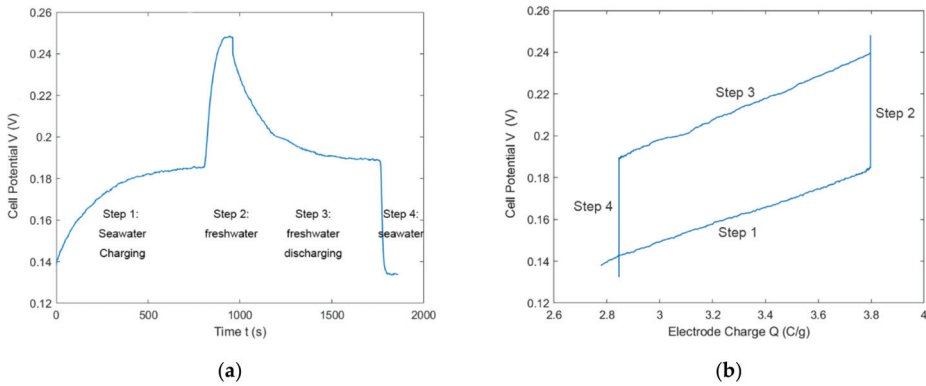 0.26
0.24
0.22
0.2
0.18
0.16
0.14
0.12
0
500
1000
1500
2000
Cell Potential V (V)
Time t (s)
Step 1:
Seawater
Charging
Step 2:
freshwater
Step 3:
freshwater
discharging
Step 4:
seawater
(a)
0.26
0.24
0.22
0.20
0.18
0.16
0.14
0.12
2.6
2.8
3
3.2
3.4
3.6
3.8
4
Cell Potential V (V)
Electrode Charge Q (C/g)
Step 3
Step 2
Step 4
Step 1
(b)